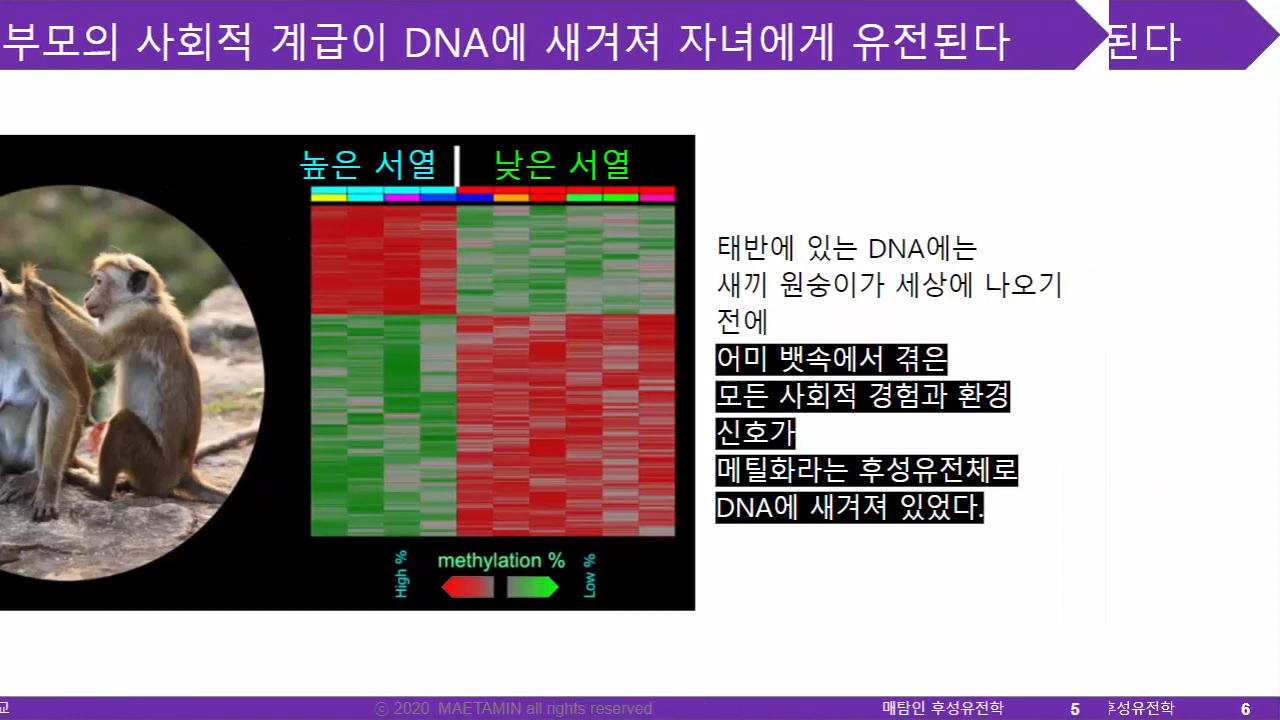 부모의 사회적 계급이 DNA에 새겨져 자녀에게 유전된다
된다
높은 서열
낮은 서열
태반에 있는 DNA에는
새끼 원숭이가 세상에 나오기
전에
어미 뱃속에서 겪은
모든 사회적 경험과 환경
신호가
메틸화라는 후성유전체로
DNA에 새겨져 있었다.
High %
methylation %
Low %
교
© 2020 MAETAMIN all rights reserved
매탐인 후성유전학
5
후성유전학
6